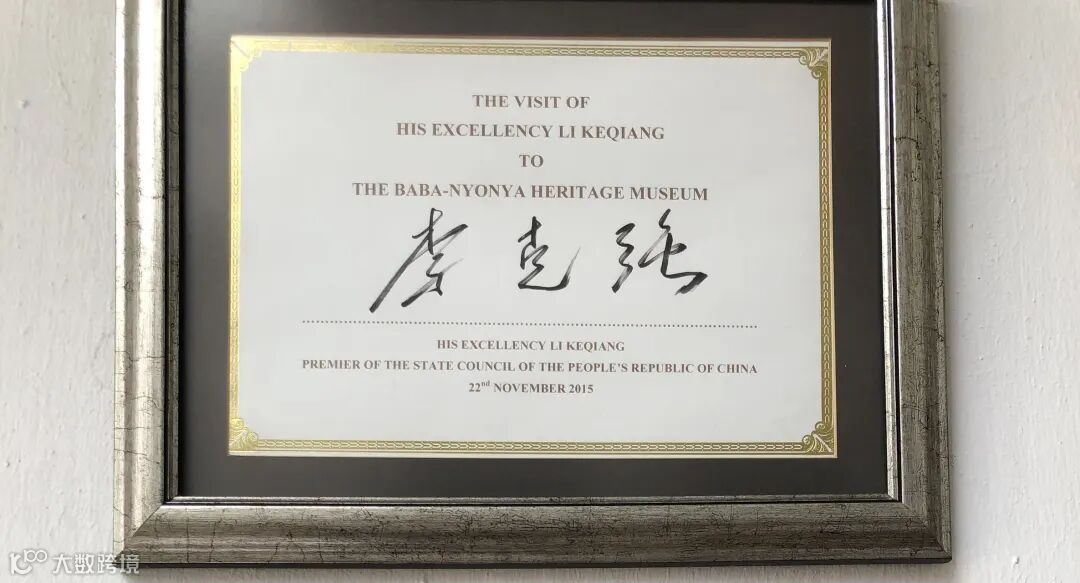 THE VISIT OF
HIS EXCELLENCY LI KEQIANG
TO
THE BABA-NYONYA HERITAGE MUSEUM
李克强
HIS EXCELLENCY LI KEQIANG
PREMIER OF THE STATE COUNCIL OF THE PEOPLE'S REPUBLIC OF CHINA
22nd NOVEMBER 2015
大数跨境